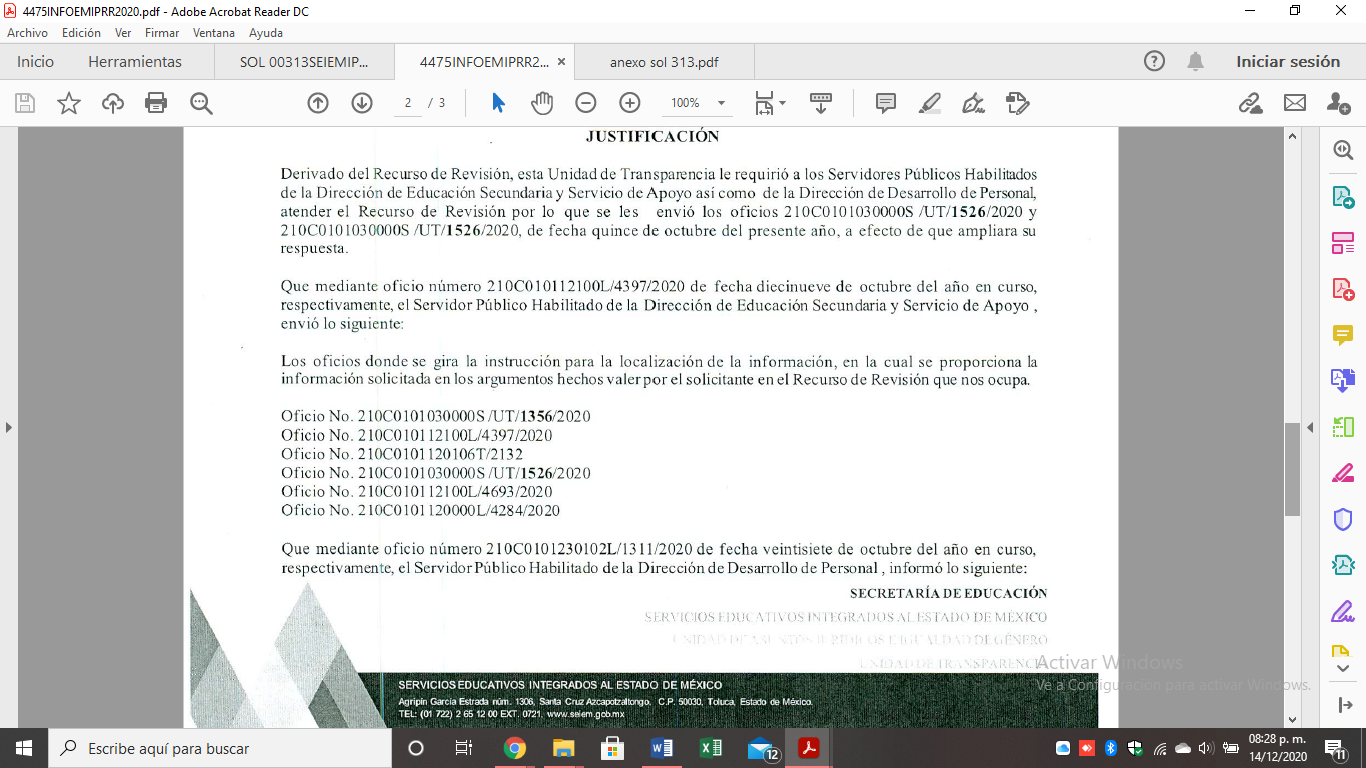 4475INFOEMIPRR2020.pdf - Adobe Acrobat Reader DC
Archivo Edición Ver Firmar Ventana Ayuda
Inicio Herramientas SOL 00313SEIEMIP... 4475INFOEMIPRR2... × anexo sol 313.pdf Iniciar sesión
2 / 3 100%
JUSTIFICACIÓN
Derivado del Recurso de Revisión, esta Unidad de Transparencia le requirió a los Servidores Públicos Habilitados
de la Dirección de Educación Secundaria y Servicio de Apoyo así como de la Dirección de Desarrollo de Personal,
atender el Recurso de Revisión por lo que se les envió los oficios 210C0101030000S /UT/1526/2020 y
210C0101030000S /UT/1526/2020, de fecha quince de octubre del presente año, a efecto de que ampliara su
respuesta.
Que mediante oficio número 210C010112100L/4397/2020 de fecha diecinueve de octubre del año en curso,
respectivamente, el Servidor Público Habilitado de la Dirección de Educación Secundaria y Servicio de Apoyo ,
envió lo siguiente:
Los oficios donde se gira la instrucción para la localización de la información, en la cual se proporciona la
información solicitada en los argumentos hechos valer por el solicitante en el Recurso de Revisión que nos ocupa.
Oficio No. 210C0101030000S /UT/1356/2020
Oficio No. 210C010112100L/4397/2020
Oficio No. 210C0101120106T/2132
Oficio No. 210C0101030000S /UT/1526/2020
Oficio No. 210C010112100L/4693/2020
Oficio No. 210C0101120000L/4284/2020
Que mediante oficio número 210C0101230102L/1311/2020 de fecha veintisiete de octubre del año en curso,
respectivamente, el Servidor Público Habilitado de la Dirección de Desarrollo de Personal , informó lo siguiente:
SECRETARÍA DE EDUCACIÓN
SERVICIOS EDUCATIVOS INTEGRADOS AL ESTADO DE MÉXICO
UNIDAD DE ASUNTOS JURÍDICOS E IGUALDAD DE GÉNERO
UNIDAD DE TRANSPARENCIA
Activar Windows
Ve a Configuración para activar Windows.
SERVICIOS EDUCATIVOS INTEGRADOS AL ESTADO DE MÉXICO
Agripin García Estrada núm. 1306, Santa Cruz Azcapotzaltongo. C.P. 50030, Toluca, Estado de México.
TEL: (01 722) 2 65 12 00 EXT. 0721. www.seiem.gob.mx
Escribe aquí para buscar
12
08:28 p. m.
14/12/2020
11